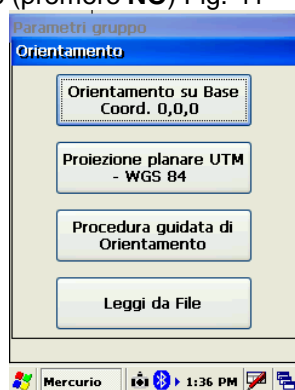 (premere NO) Fig. 41
Parametri gruppo
Orientamento
Orientamento su Base
Coord. 0,0,0
Proiezione planare UTM
- WGS 84
Procedura guidata di
Orientamento
Leggi da File
Mercurio 1:36 PM